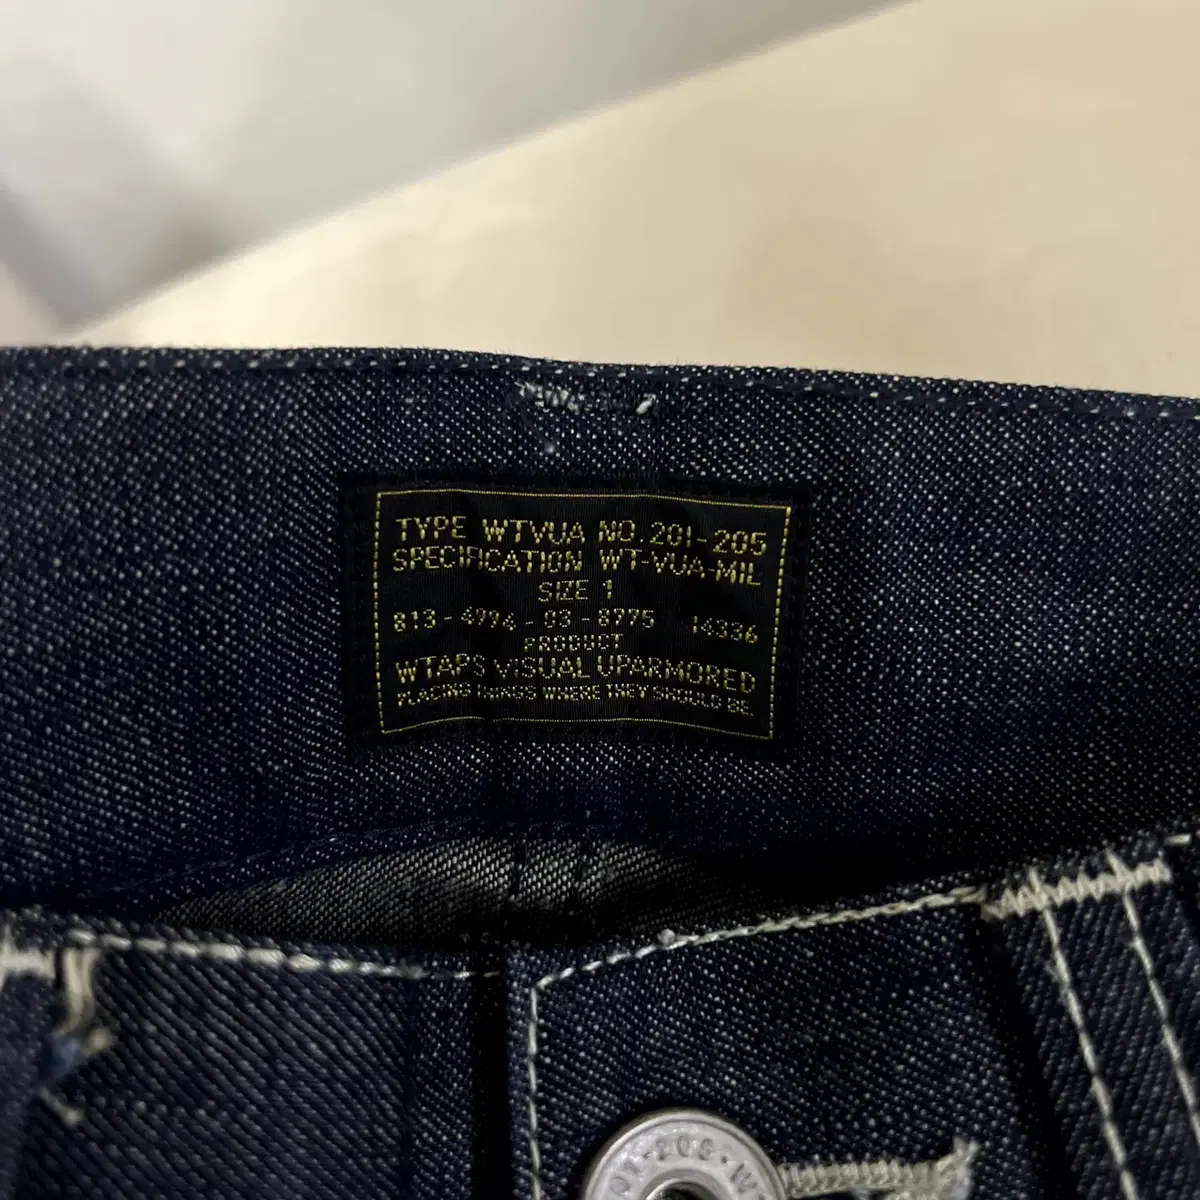 TYPE WTVUA NO.201-205
SPECIFICATION WT-VUA-MIL
SIZE 1
813-4994-03-8775 14336
PRODUCT
WTAPS VISUAL UPARMORED
PLACING THINGS WHERE THEY SHOULD BE.